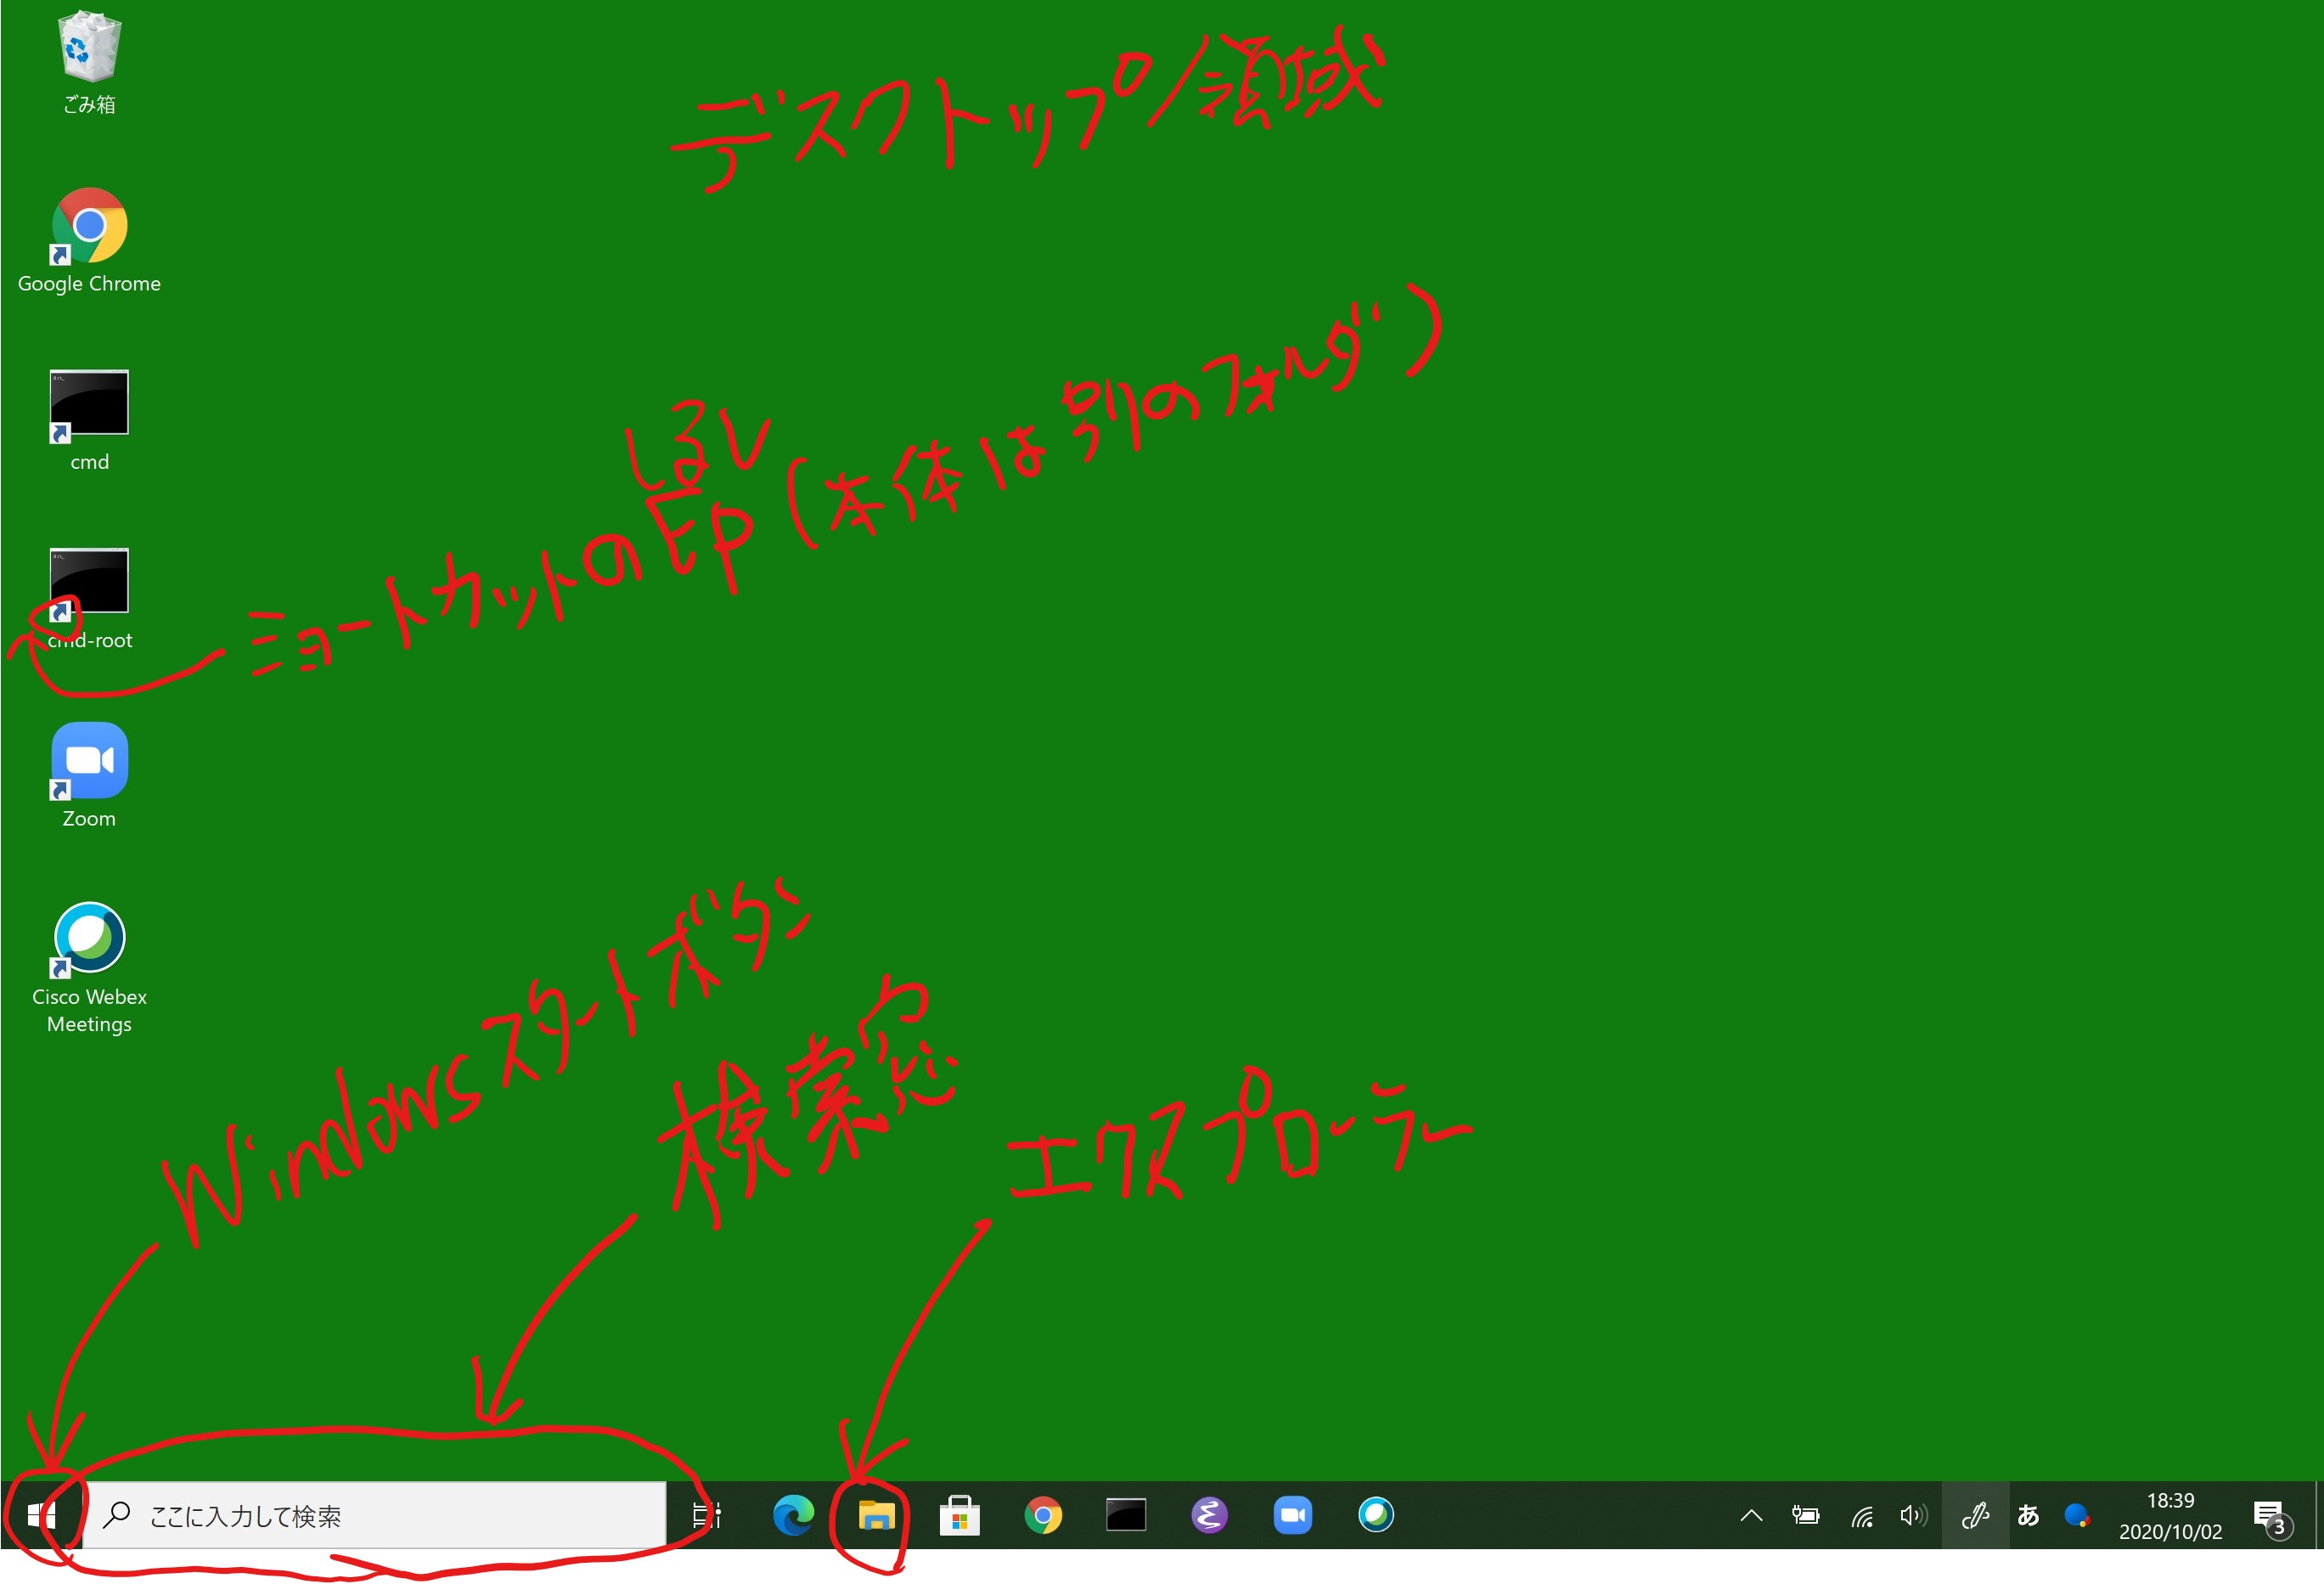 デスクトップ領域
ごみ箱
Google Chrome
cmd
しるし
ショートカットの印(本体は別のフォルダ)
cmd-root
Zoom
Cisco Webex
Meetings
Windowsスタートボタン
検索窓
エクスプローラー
ここに入力して検索
あ
18:39
2020/10/02
3